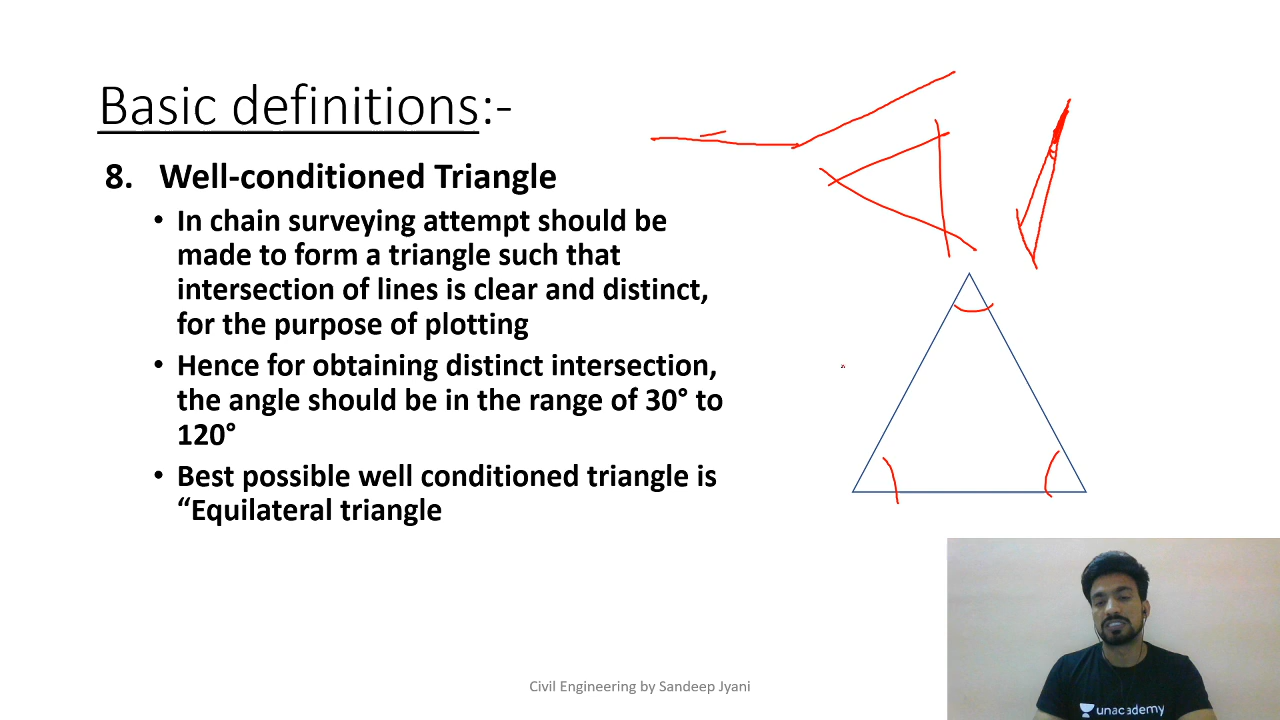 Basic definitions:-
8. Well-conditioned Triangle
• In chain surveying attempt should be
made to form a triangle such that
intersection of lines is clear and distinct,
for the purpose of plotting
• Hence for obtaining distinct intersection,
the angle should be in the range of 30° to
120°
• Best possible well conditioned triangle is
“Equilateral triangle
Civil Engineering by Sandeep Jyani
unacademy